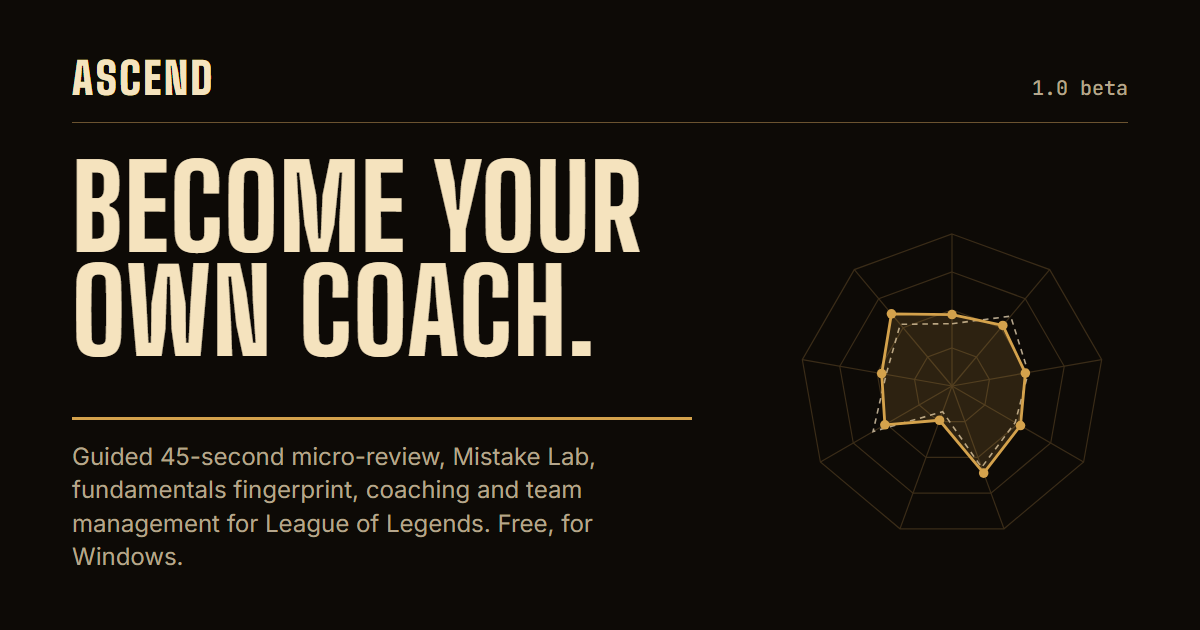 ASCEND
1.0 beta
BECOME YOUR
OWN COACH.
Guided 45-second micro-review, Mistake Lab,
fundamentals fingerprint, coaching and team
management for League of Legends. Free, for
Windows.